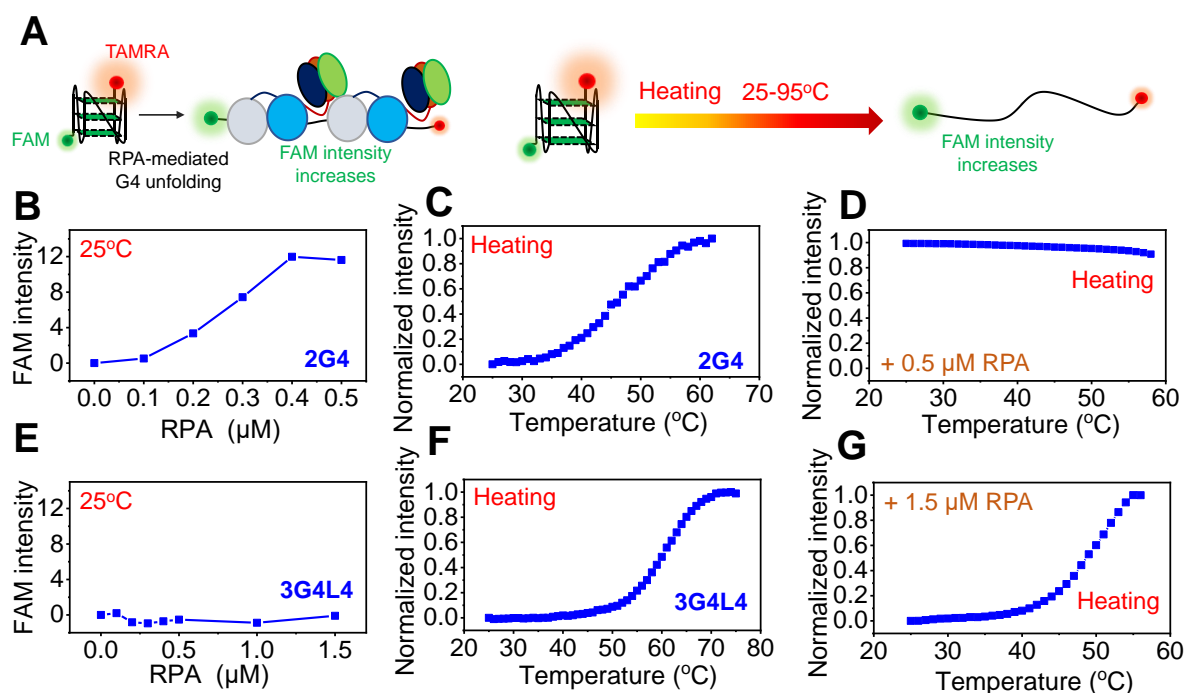 A
TAMRA
FAM
RPA-mediated
G4 unfolding
FAM intensity
increases
Heating 25-95°C
FAM intensity
increases
B
FAM intensity
12
8
4
0
25°C
2G4
0.0 0.1 0.2 0.3 0.4 0.5
RPA (µM)
C
Normalized intensity
1.0
0.8
0.6
0.4
0.2
0.0
Heating
2G4
20 30 40 50 60 70
Temperature (°C)
D
Normalized intensity
1.0
0.8
0.6
0.4
0.2
0.0
Heating
+ 0.5 µM RPA
20 30 40 50 60
Temperature (°C)
E
FAM intensity
12
8
4
0
25°C
3G4L4
0.0 0.5 1.0 1.5
RPA (µM)
F
Normalized intensity
1.0
0.8
0.6
0.4
0.2
0.0
Heating
3G4L4
20 30 40 50 60 70 80
Temperature (°C)
G
Normalized intensity
1.0
0.8
0.6
0.4
0.2
0.0
+ 1.5 µM RPA
Heating
20 30 40 50 60
Temperature (°C)